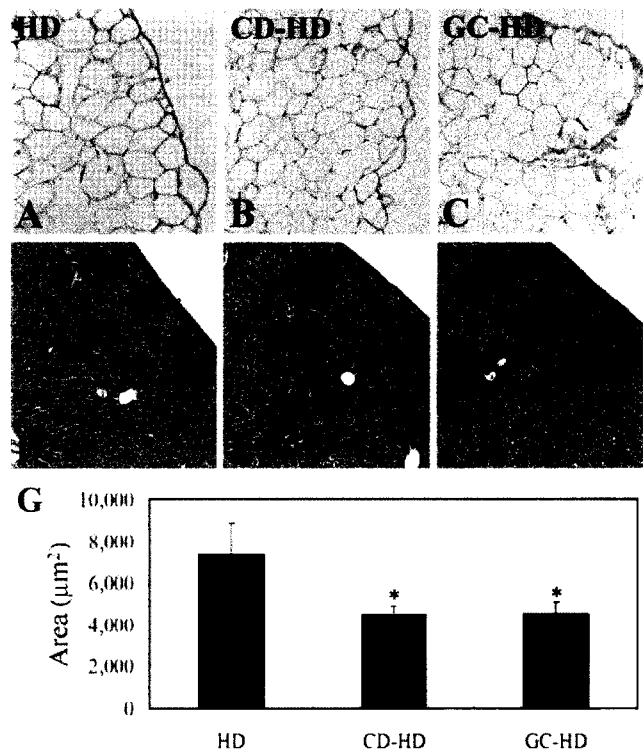 HD CD-HD GC-HD
A B C
G
10,000
8,000
6,000
4,000
2,000
0
Area (μm²)
* *
HD CD-HD GC-HD